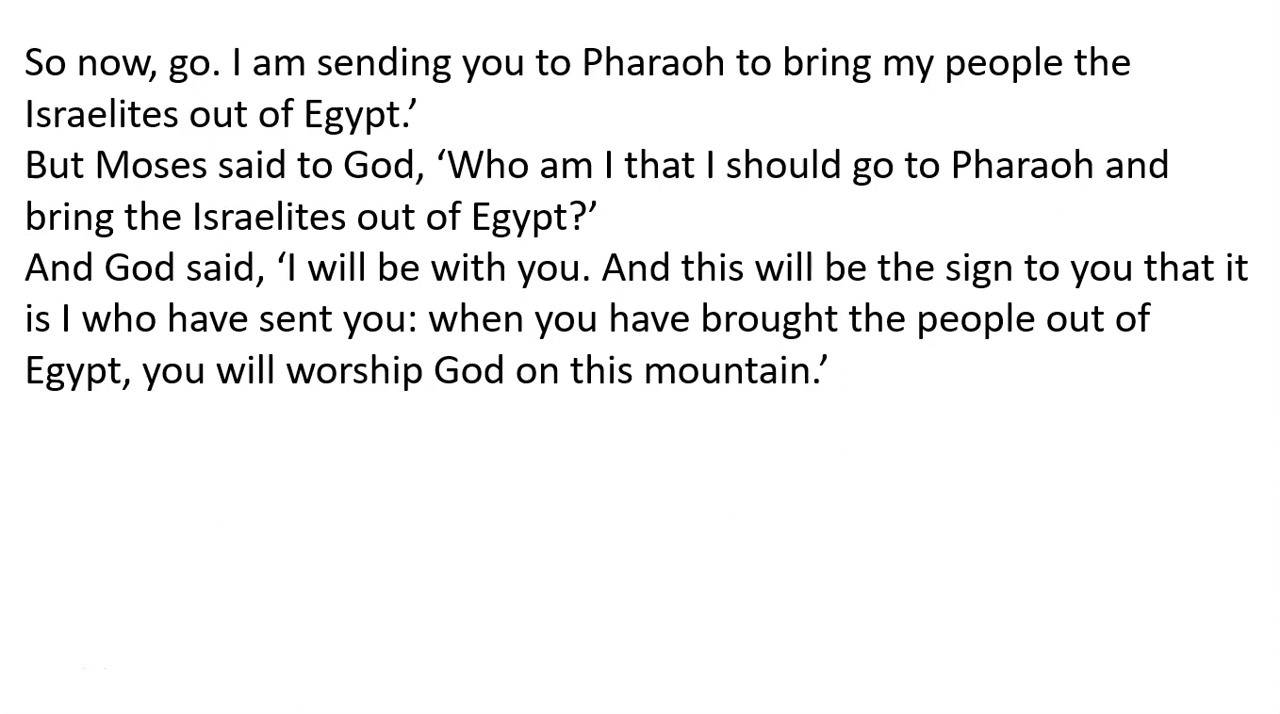 So now, go. I am sending you to Pharaoh to bring my people the
Israelites out of Egypt.’
But Moses said to God, ‘Who am I that I should go to Pharaoh and
bring the Israelites out of Egypt?’
And God said, ‘I will be with you. And this will be the sign to you that it
is I who have sent you: when you have brought the people out of
Egypt, you will worship God on this mountain.’